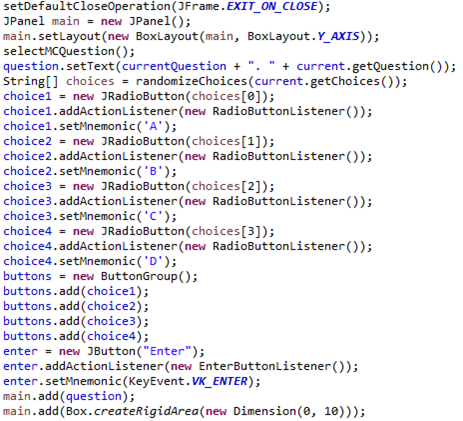 setDefaultCloseOperation(JFrame.EXIT_ON_CLOSE);
JPanel main = new JPanel();
main.setLayout(new BoxLayout(main, BoxLayout.Y_AXIS));
selectMCQuestion();
question.setText(currentQuestion + ". " + current.getQuestion());
String[] choices = randomizeChoices(current.getChoices());
choice1 = new JRadioButton(choices[0]);
choice1.addActionListener(new RadioButtonListener());
choice1.setMnemonic('A');
choice2 = new JRadioButton(choices[1]);
choice2.addActionListener(new RadioButtonListener());
choice2.setMnemonic('B');
choice3 = new JRadioButton(choices[2]);
choice3.addActionListener(new RadioButtonListener());
choice3.setMnemonic('C');
choice4 = new JRadioButton(choices[3]);
choice4.addActionListener(new RadioButtonListener());
choice4.setMnemonic('D');
buttons = new ButtonGroup();
buttons.add(choice1);
buttons.add(choice2);
buttons.add(choice3);
buttons.add(choice4);
enter = new JButton("Enter");
enter.addActionListener(new EnterButtonListener());
enter.setMnemonic(KeyEvent.VK_ENTER);
main.add(question);
main.add(Box.createRigidArea(new Dimension(0, 10)));